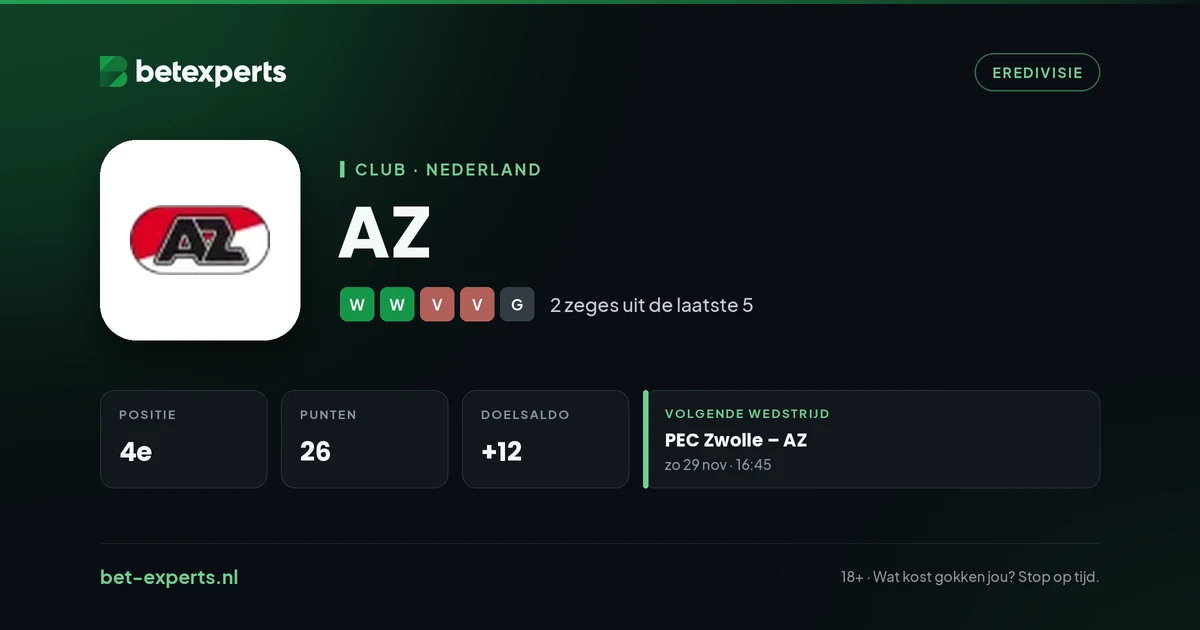 betexperts
EREDIVISIE
CLUB · NEDERLAND
AZ
AZ
W W V V G 2 zeges uit de laatste 5
POSITIE
4e
PUNTEN
26
DOELSALDO
+12
VOLGENDE WEDSTRIJD
PEC Zwolle – AZ
zo 29 nov · 16:45
bet-experts.nl
18+ · Wat kost gokken jou? Stop op tijd.